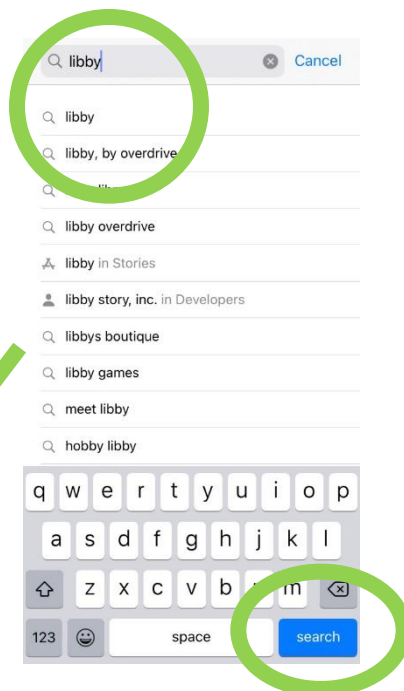 libby Cancel
libby
libby, by overdrive
libby overdrive
libby in Stories
libby story, inc. in Developers
libbys boutique
libby games
meet libby
hobby libby
q w e r t y u i o p
a s d f g h j k l
z x c v b m
123 space search